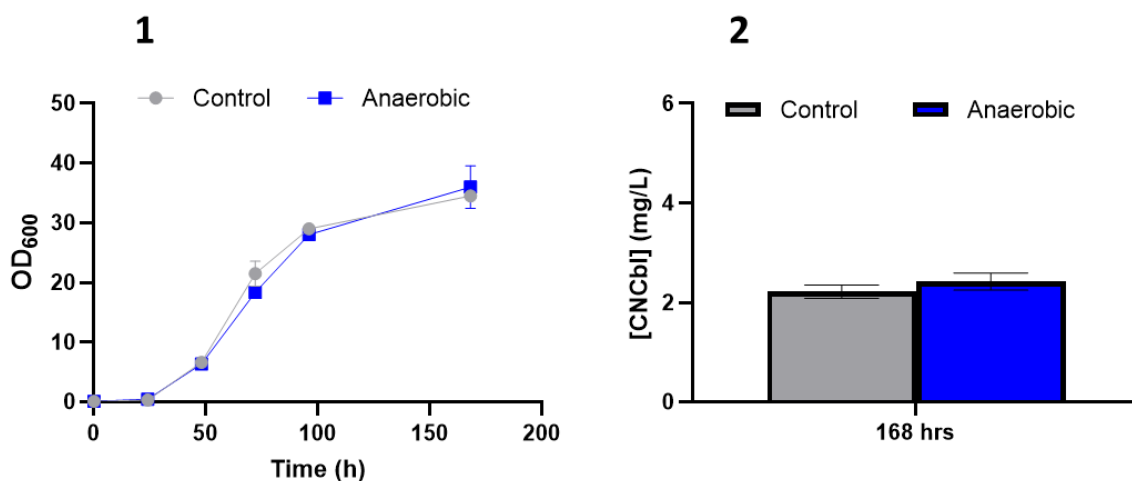 1
Control Anaerobic
OD600
50
40
30
20
10
0
0 50 100 150 200
Time (h)
2
Control Anaerobic
[CNCbl] (mg/L)
6
4
2
0
168 hrs